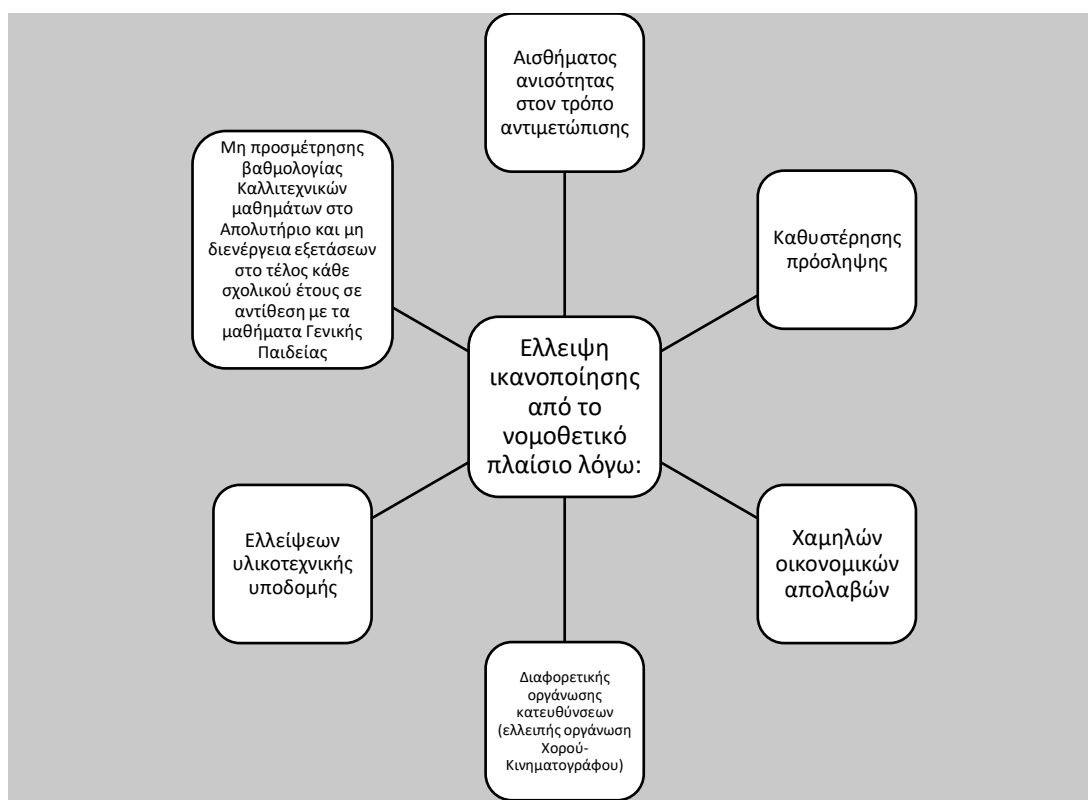 Αισθήματος
ανισότητας
στον τρόπο
αντιμετώπισης
Μη προσμέτρησης
βαθμολογίας
Καλλιτεχνικών
μαθημάτων στο
Απολυτήριο και μη
διενέργεια εξετάσεων
στο τέλος κάθε
σχολικού έτους σε
αντίθεση με τα
μαθήματα Γενικής
Παιδείας
Καθυστέρησης
πρόσληψης
Ελλειψη
ικανοποίησης
από το
νομοθετικό
πλαίσιο λόγω:
Ελλείψεων
υλικοτεχνικής
υποδομής
Χαμηλών
οικονομικών
απολαβών
Διαφορετικής
οργάνωσης
κατευθύνσεων
(ελλειπής οργάνωση
Χορού-
Κινηματογράφου)